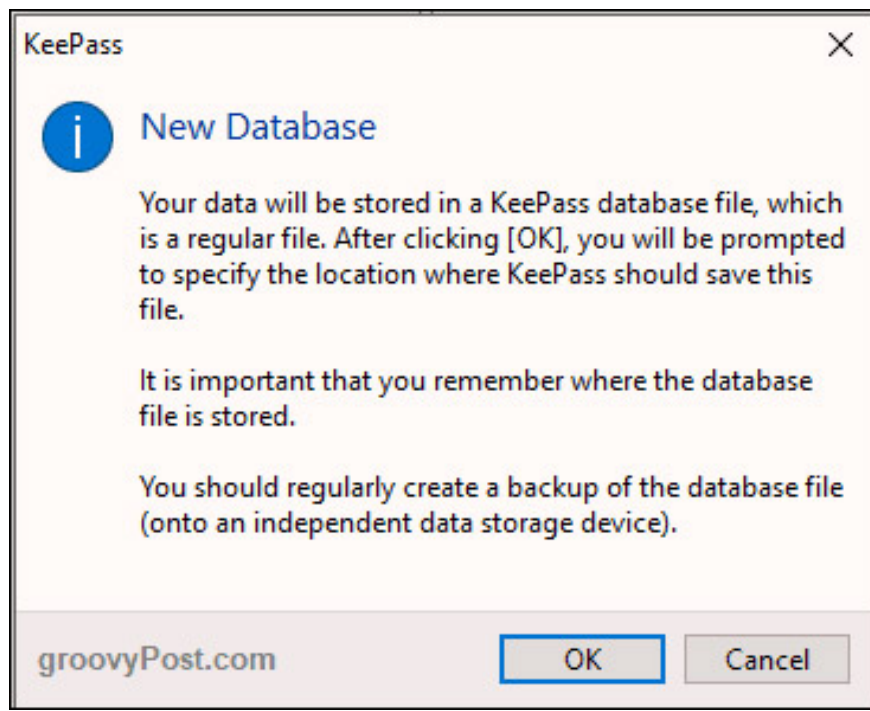 KeePass
New Database
Your data will be stored in a KeePass database file, which
is a regular file. After clicking [OK], you will be prompted
to specify the location where KeePass should save this
file.
It is important that you remember where the database
file is stored.
You should regularly create a backup of the database file
(onto an independent data storage device).
groovyPost.com
OK
Cancel